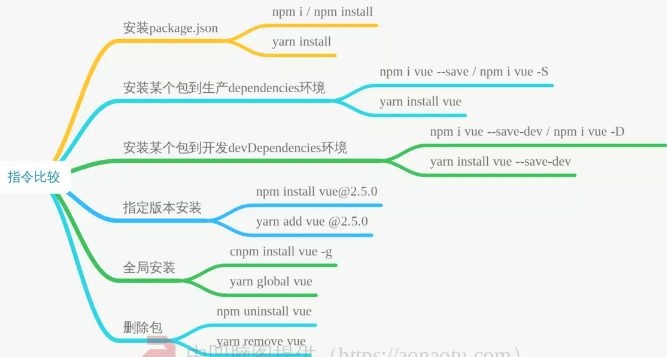 指令比较
安装package.json
npm i / npm install
yarn install
安装某个包到生产dependencies环境
npm i vue --save / npm i vue -S
yarn install vue
安装某个包到开发devDependencies环境
npm i vue --save-dev / npm i vue -D
yarn install vue --save-dev
指定版本安装
npm install vue@2.5.0
yarn add vue @2.5.0
全局安装
cnpm install vue -g
yarn global vue
删除包
npm uninstall vue
yarn remove vue
脑图提供（https://aonaotu.com）